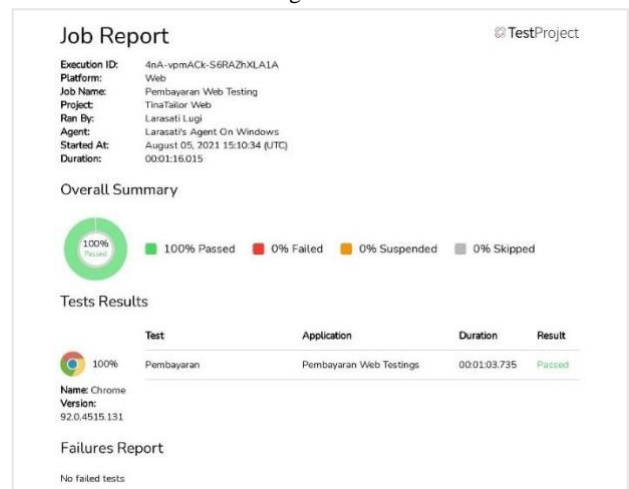 Job Report
TestProject
Execution ID: 4nA-vpmACk-S6RAZhXLA1A
Platform: Web
Job Name: Pembayaran Web Testing
Project: TinaTailor Web
Ran By: Larasati Lugi
Agent: Larasati's Agent On Windows
Started At: August 05, 2021 15:10:34 (UTC)
Duration: 00:01:16.015
Overall Summary
100%
Passed
100% Passed 0% Failed 0% Suspended 0% Skipped
Tests Results
Test Application Duration Result
100% Pembayaran Pembayaran Web Testings 00:01:03.735 Passed
Name: Chrome
Version:
92.0.4515.131
Failures Report
No failed tests